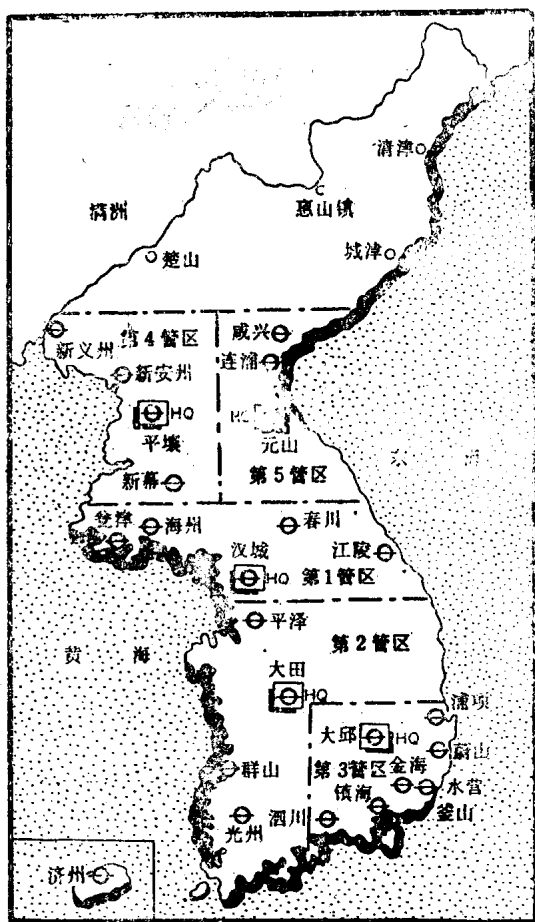 清津
满洲
惠山镇
楚山
城津
第4管区
咸兴
新义州
连浦
新安州
HQ
HQ
平壤
元山
新幕
第5管区
瓮津
海州
春川
汉城
江陵
HQ
第1管区
平泽
第2管区
黄 海
大田
HQ
浦项
大邱
HQ
蔚山
第3管区
金海
群山
镇海
水营
泗川
釜山
光州
济州